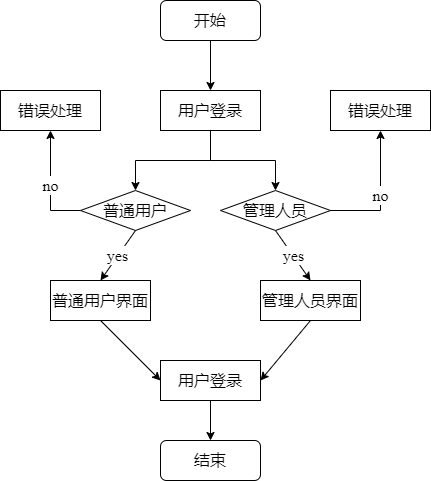 开始
错误处理
用户登录
错误处理
no
普通用户
管理人员
no
yes
yes
普通用户界面
管理人员界面
用户登录
结束